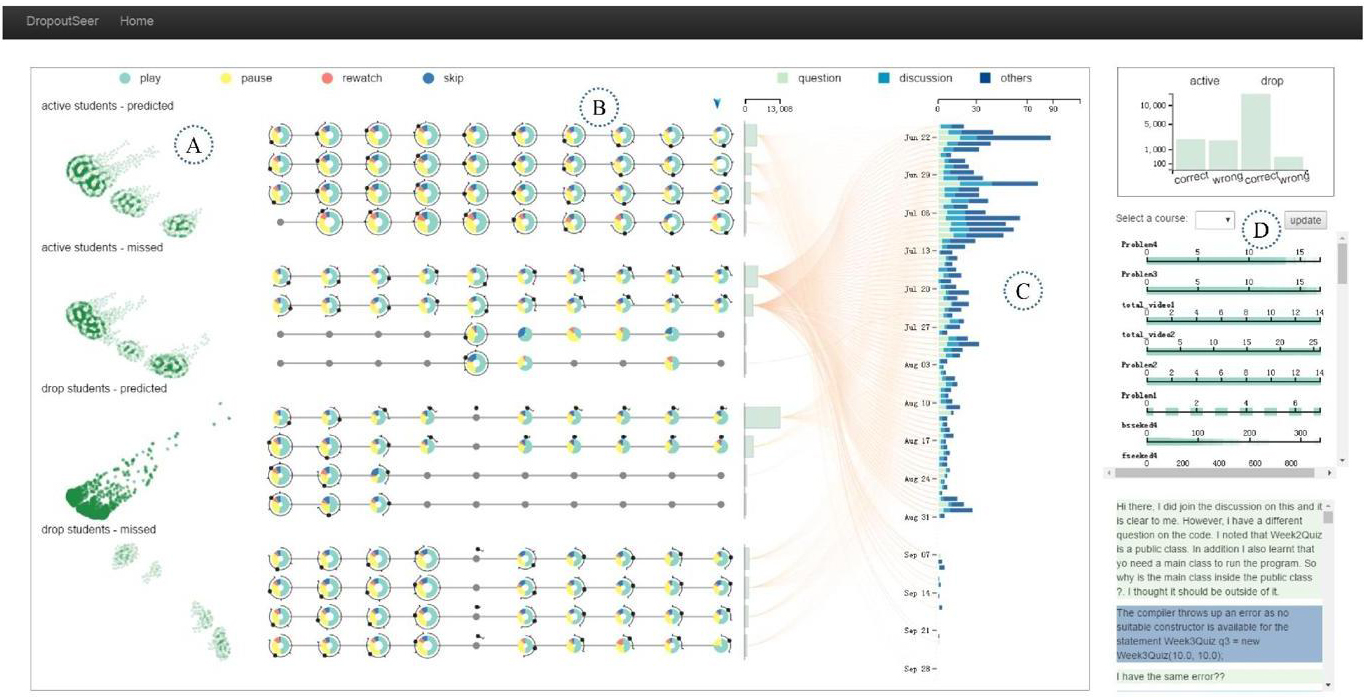 DropoutSeer Home
play pause rewatch skip question discussion others
active students - predicted
A
B
0 13,008
0 30 70 90
active students - missed
drop students - predicted
drop students - missed
Jun 22
Jun 29
Jul 06
Jul 13
Jul 20
Jul 27
Aug 03
Aug 10
Aug 17
Aug 24
Aug 31
Sep 07
Sep 14
Sep 21
Sep 28
C
active drop
10,000
5,000
1,000
100
correct wrong correct wrong
Select a course: update
D
Problem4
0 5 10 15
Problem3
0 5 10 15
total_video1
0 2 4 6 8 10 12 14
total_video2
0 5 10 15 20 25
Problem2
0 2 4 6 8 10 12 14
Problem1
0 2 4 6
bsseked4
0 100 200 300
fseeked4
0 200 400 600 800
Hi there, I did join the discussion on this and it
is clear to me. However, i have a different
question on the code. I noted that Week2Quiz
is a public class. In addition I also learnt that
yo need a main class to run the program. So
why is the main class inside the public class
?. I thought it should be outside of it.
The compiler throws up an error as no
suitable constructor is available for the
statement Week3Quiz q3 = new
Week3Quiz(10.0, 10.0);
I have the same error??